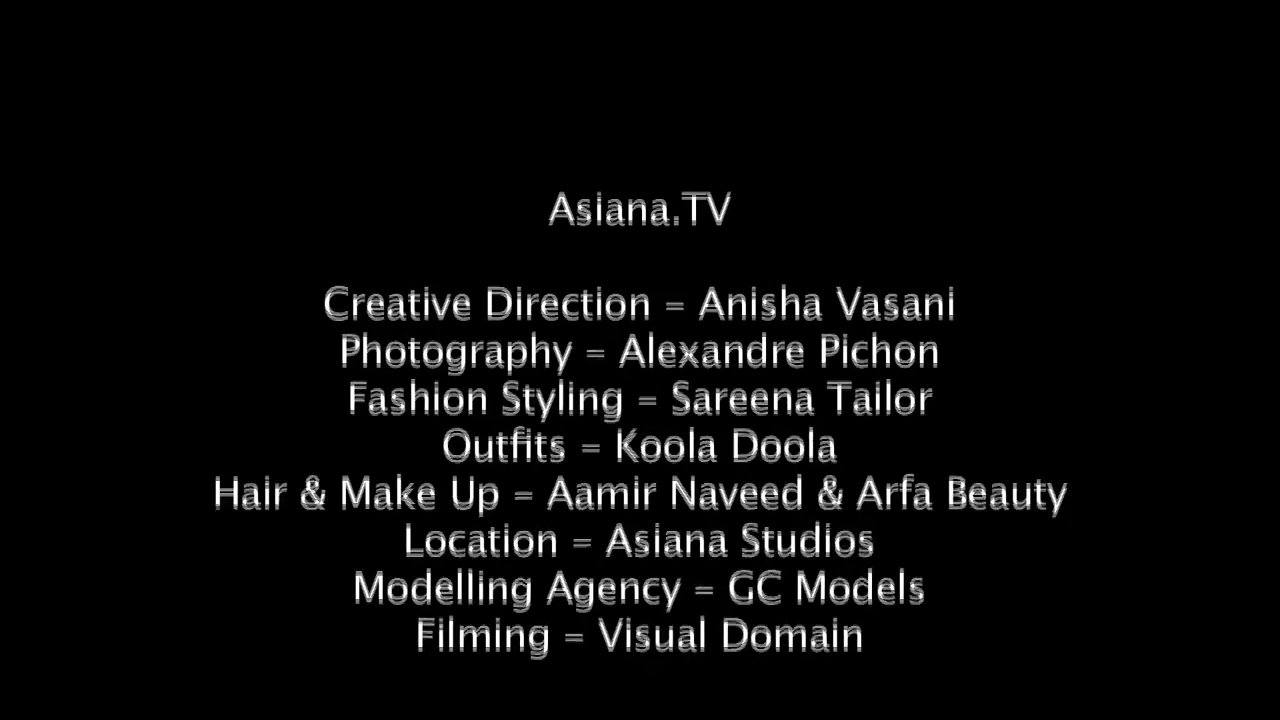 Asiana.TV
Creative Direction = Anisha Vasani
Photography = Alexandre Pichon
Fashion Styling = Sareena Tailor
Outfits = Koola Doola
Hair & Make Up = Aamir Naveed & Arfa Beauty
Location = Asiana Studios
Modelling Agency = GC Models
Filming = Visual Domain